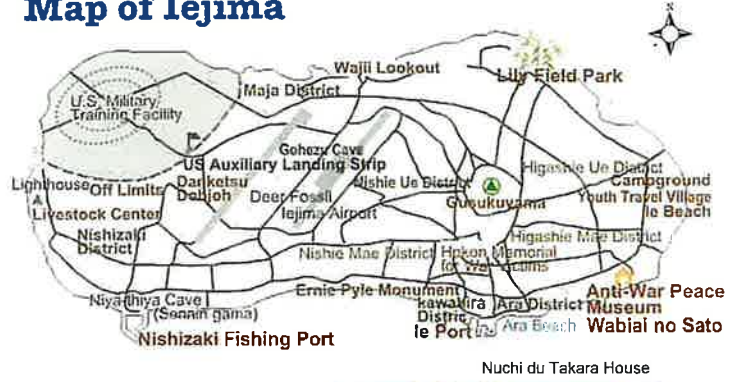 Map of Iejima
N
Wajii Lookout
Lily Field Park
Maja District
U.S. Military
Training Facility
Gohezu Cave
US Auxiliary Landing Strip
Higashie Ue District
Lighthouse
Off Limits
Danketsu
Dohjoh
Deer Fossil
Nishie Ue District
Campground
Youth Travel Village
Ie Beach
Gusukuyama
Livestock Center
Iejima Airport
Nishizaki
District
Higashie Mae District
Nishie Mae District
Memorial
for War Victims
Niyathiya Cave
(Sennin gama)
Ernie Pyle Monument
kawahira
District
Ara District
Anti-War Peace
Museum
Wabiai no Sato
Ie Port
Ara Beach
Nishizaki Fishing Port
Nuchi du Takara House